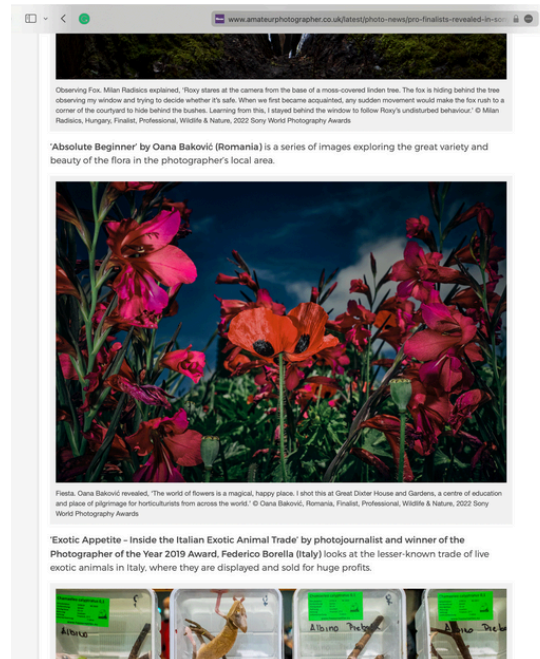 www.amateurphotographer.co.uk/latest/photo-news/pro-finalists-revealed-in-son
Observing Fox. Milan Radisics explained, 'Roxy stares at the camera from the base of a moss-covered linden tree. The fox is hiding behind the tree
observing my window and trying to decide whether it's safe. When we first became acquainted, any sudden movement would make the fox rush to a
corner of the courtyard to hide behind the bushes. Learning from this, I stayed behind the window to follow Roxy's undisturbed behaviour.' © Milan
Radisics, Hungary, Finalist, Professional, Wildlife & Nature, 2022 Sony World Photography Awards
'Absolute Beginner' by Oana Baković (Romania) is a series of images exploring the great variety and
beauty of the flora in the photographer's local area.
Fiesta. Oana Baković revealed, 'The world of flowers is a magical, happy place. I shot this at Great Dixter House and Gardens, a centre of education
and place of pilgrimage for horticulturists from across the world.' © Oana Baković, Romania, Finalist, Professional, Wildlife & Nature, 2022 Sony
World Photography Awards
'Exotic Appetite – Inside the Italian Exotic Animal Trade' by photojournalist and winner of the
Photographer of the Year 2019 Award, Federico Borella (Italy) looks at the lesser-known trade of live
exotic animals in Italy, where they are displayed and sold for huge profits.
Albino
Albino